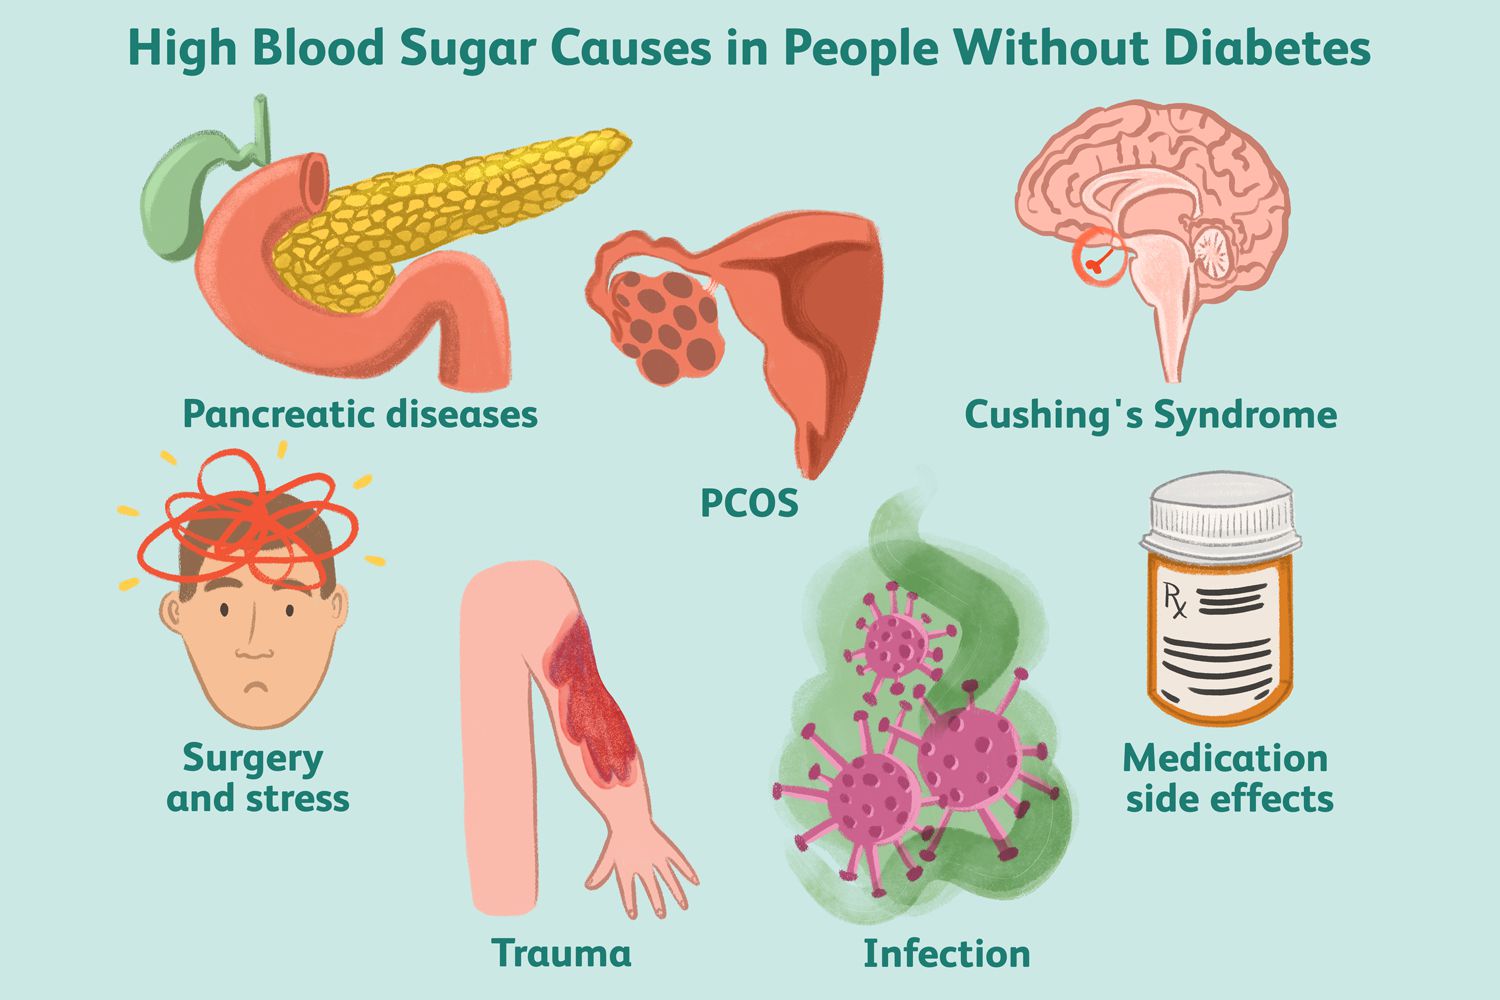 High Blood Sugar Causes in People Without Diabetes
Pancreatic diseases
PCOS
Cushing's Syndrome
Surgery
and stress
Trauma
Infection
Rx
Medication
side effects